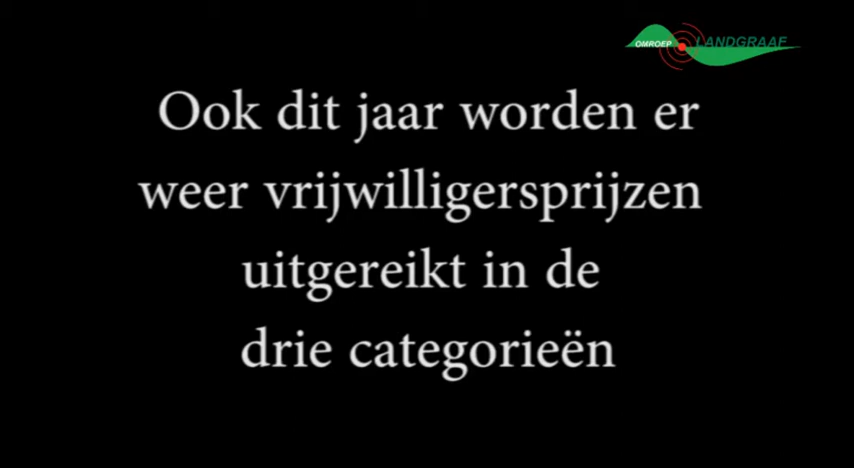 OMROEP LANDGRAAF
Ook dit jaar worden er
weer vrijwilligersprijzen
uitgereikt in de
drie categorieën